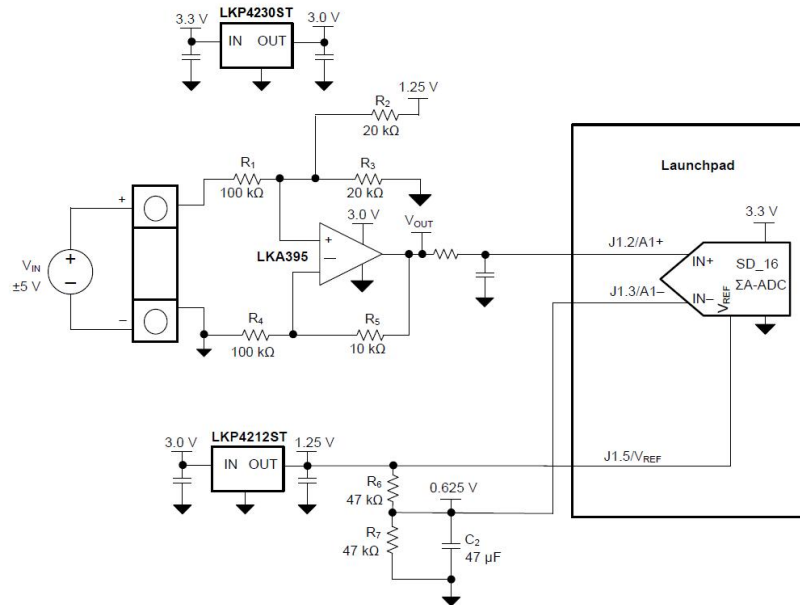 LKP4230ST
3.3 V
3.0 V
IN OUT
1.25 V
R2
20 kΩ
R1
100 kΩ
R3
20 kΩ
Launchpad
3.0 V
VOUT
3.3 V
+
+
LKA395
J1.2/A1+
IN+
SD_16
VIN
+
±5 V
−
−
J1.3/A1−
IN−
ΣA-ADC
VREF
−
R4
100 kΩ
R5
10 kΩ
LKP4212ST
3.0 V
1.25 V
IN OUT
J1.5/VREF
R6
47 kΩ
0.625 V
R7
47 kΩ
C2
47 µF